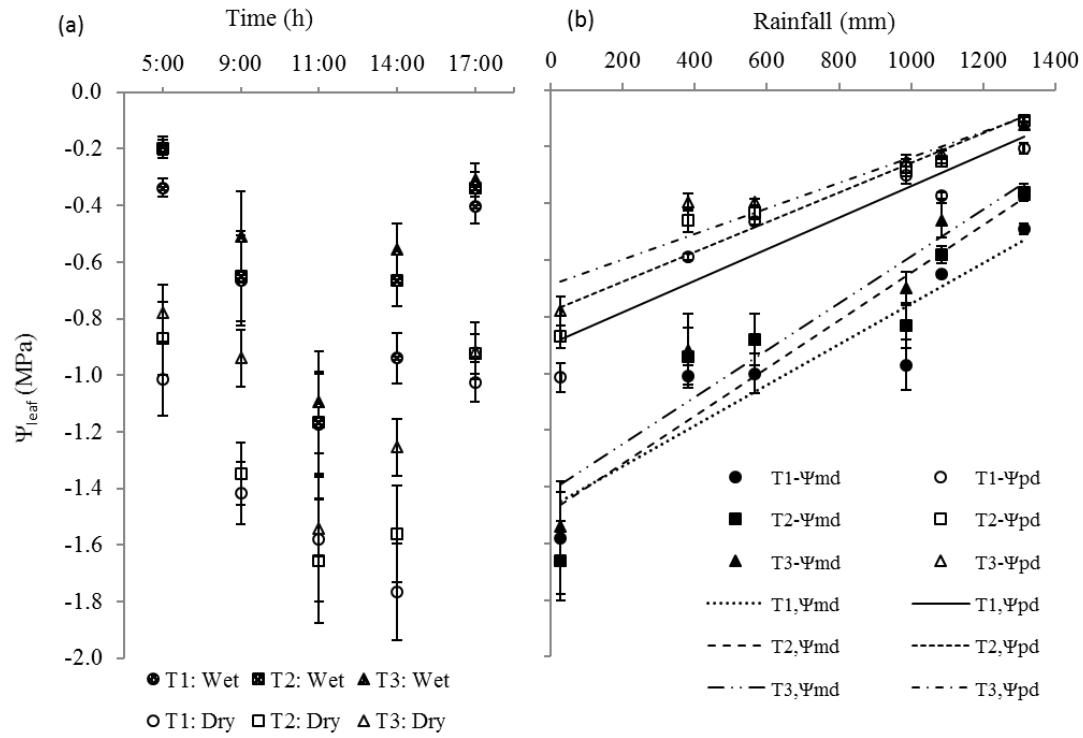 (a) Time (h)
5:00 9:00 11:00 14:00 17:00
0.0
-0.2
-0.4
-0.6
-0.8
-1.0
-1.2
-1.4
-1.6
-1.8
-2.0
Ψleaf (MPa)
T1: Wet T2: Wet T3: Wet
T1: Dry T2: Dry T3: Dry
(b) Rainfall (mm)
0 200 400 600 800 1000 1200 1400
T1-Ψmd T1-Ψpd
T2-Ψmd T2-Ψpd
T3-Ψmd T3-Ψpd
T1,Ψmd T1,Ψpd
T2,Ψmd T2,Ψpd
T3,Ψmd T3,Ψpd